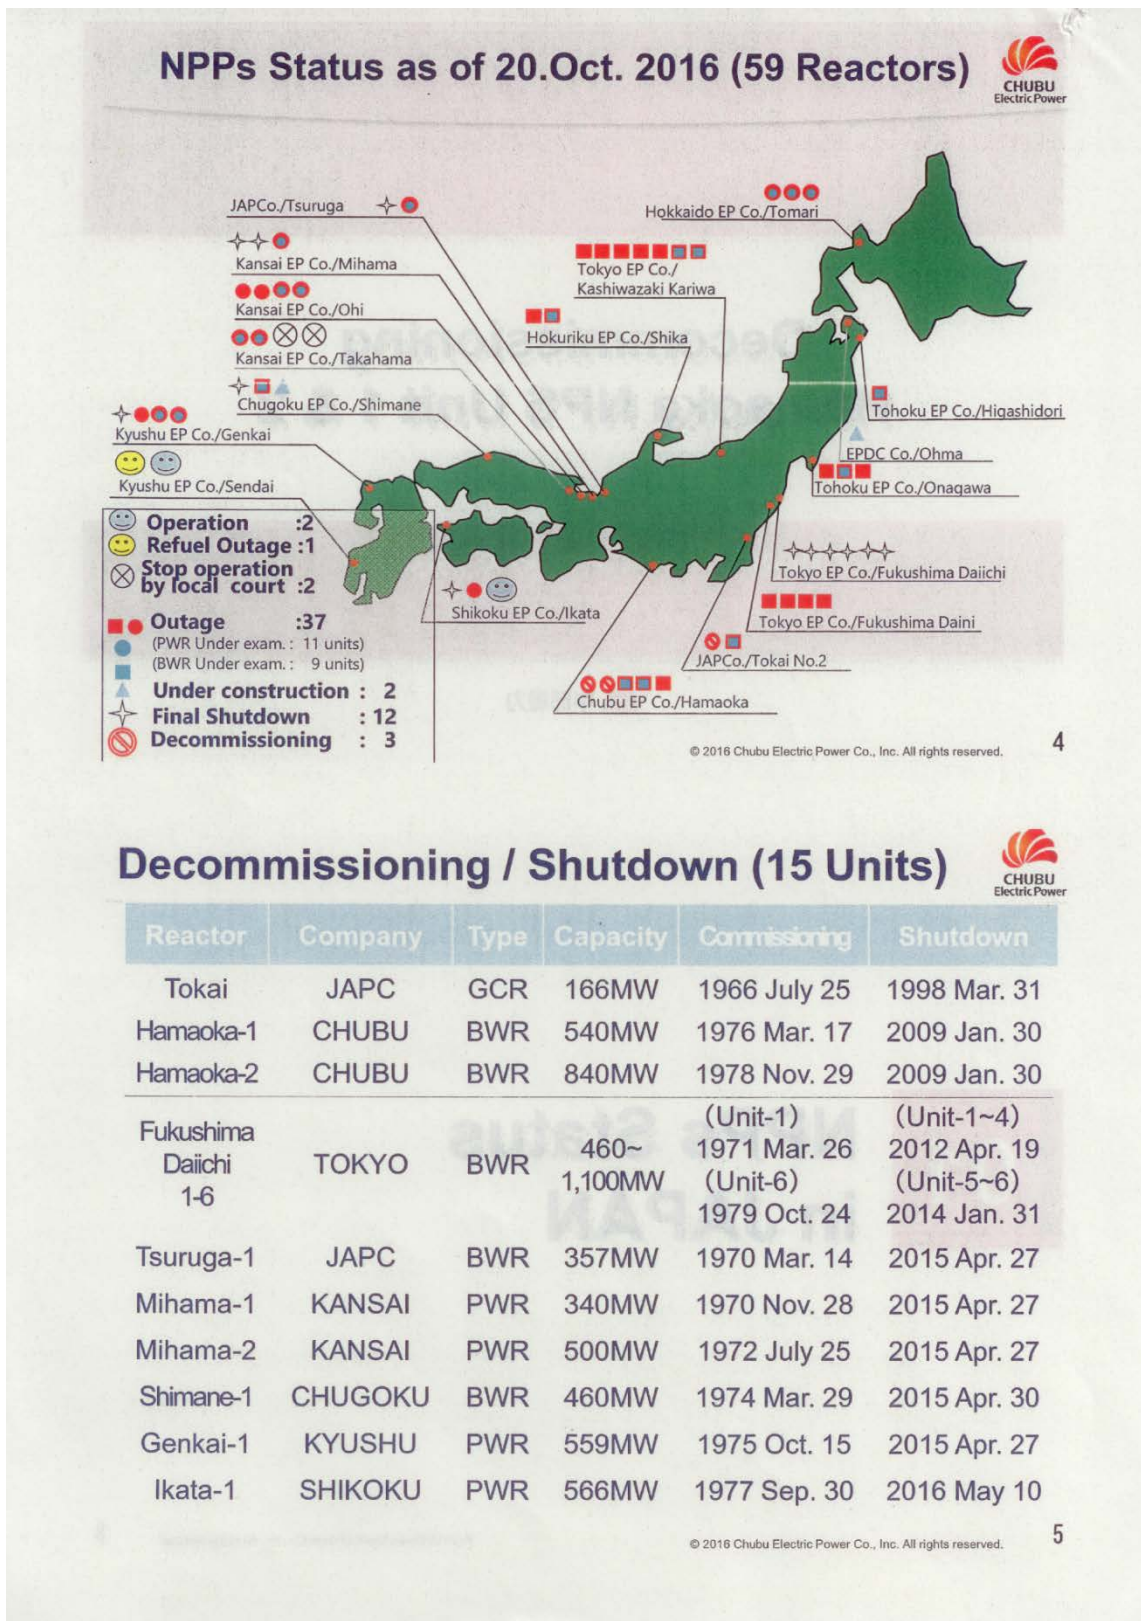 NPPs Status as of 20.Oct. 2016 (59 Reactors)
CHUBU
Electric Power
JAPCo./Tsuruga
Kansai EP Co./Mihama
Kansai EP Co./Ohi
Kansai EP Co./Takahama
Chugoku EP Co./Shimane
Kyushu EP Co./Genkai
Kyushu EP Co./Sendai
Hokkaido EP Co./Tomari
Tokyo EP Co./
Kashiwazaki Kariwa
Hokuriku EP Co./Shika
Tohoku EP Co./Higashidori
EPDC Co./Ohma
Tohoku EP Co./Onagawa
Tokyo EP Co./Fukushima Daiichi
Tokyo EP Co./Fukushima Daini
JAPCo./Tokai No.2
Chubu EP Co./Hamaoka
Shikoku EP Co./Ikata
Operation :2
Refuel Outage :1
Stop operation
by local court :2
Outage :37
(PWR Under exam. : 11 units)
(BWR Under exam. : 9 units)
Under construction : 2
Final Shutdown : 12
Decommissioning : 3
© 2016 Chubu Electric Power Co., Inc. All rights reserved.
4
Decommissioning / Shutdown (15 Units)
CHUBU
Electric Power
Reactor Company Type Capacity Commissioning Shutdown
Tokai JAPC GCR 166MW 1966 July 25 1998 Mar. 31
Hamaoka-1 CHUBU BWR 540MW 1976 Mar. 17 2009 Jan. 30
Hamaoka-2 CHUBU BWR 840MW 1978 Nov. 29 2009 Jan. 30
Fukushima Daiichi 1-6 TOKYO BWR 460~1,100MW (Unit-1) 1971 Mar. 26 (Unit-6) 1979 Oct. 24 (Unit-1~4) 2012 Apr. 19 (Unit-5~6) 2014 Jan. 31
Tsuruga-1 JAPC BWR 357MW 1970 Mar. 14 2015 Apr. 27
Mihama-1 KANSAI PWR 340MW 1970 Nov. 28 2015 Apr. 27
Mihama-2 KANSAI PWR 500MW 1972 July 25 2015 Apr. 27
Shimane-1 CHUGOKU BWR 460MW 1974 Mar. 29 2015 Apr. 30
Genkai-1 KYUSHU PWR 559MW 1975 Oct. 15 2015 Apr. 27
Ikata-1 SHIKOKU PWR 566MW 1977 Sep. 30 2016 May 10
© 2016 Chubu Electric Power Co., Inc. All rights reserved.
5